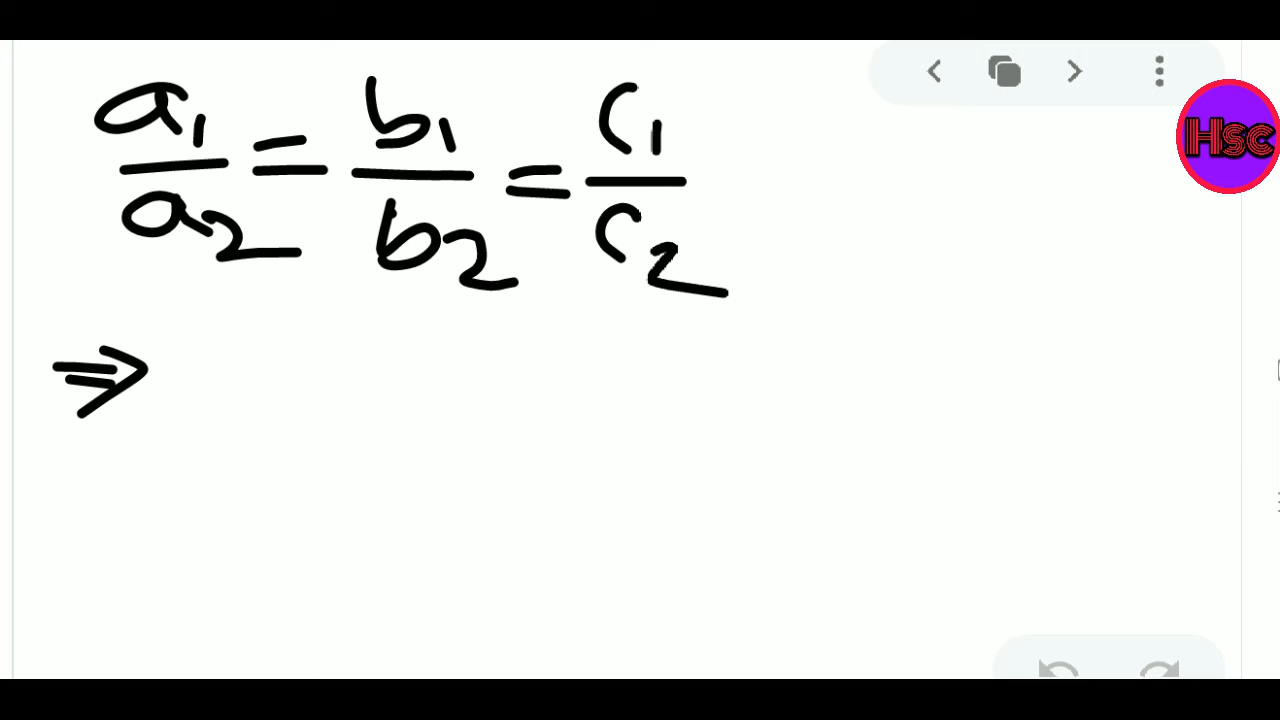 a₁/a₂ = b₁/b₂ = c₁/c₂
⇒
Hsc